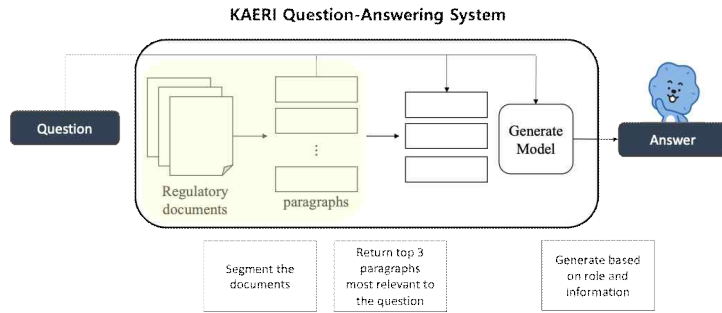 KAERI Question-Answering System
Question
Regulatory
documents
⋮
paragraphs
Generate
Model
Answer
Segment the
documents
Return top 3
paragraphs
most relevant to
the question
Generate based
on role and
information